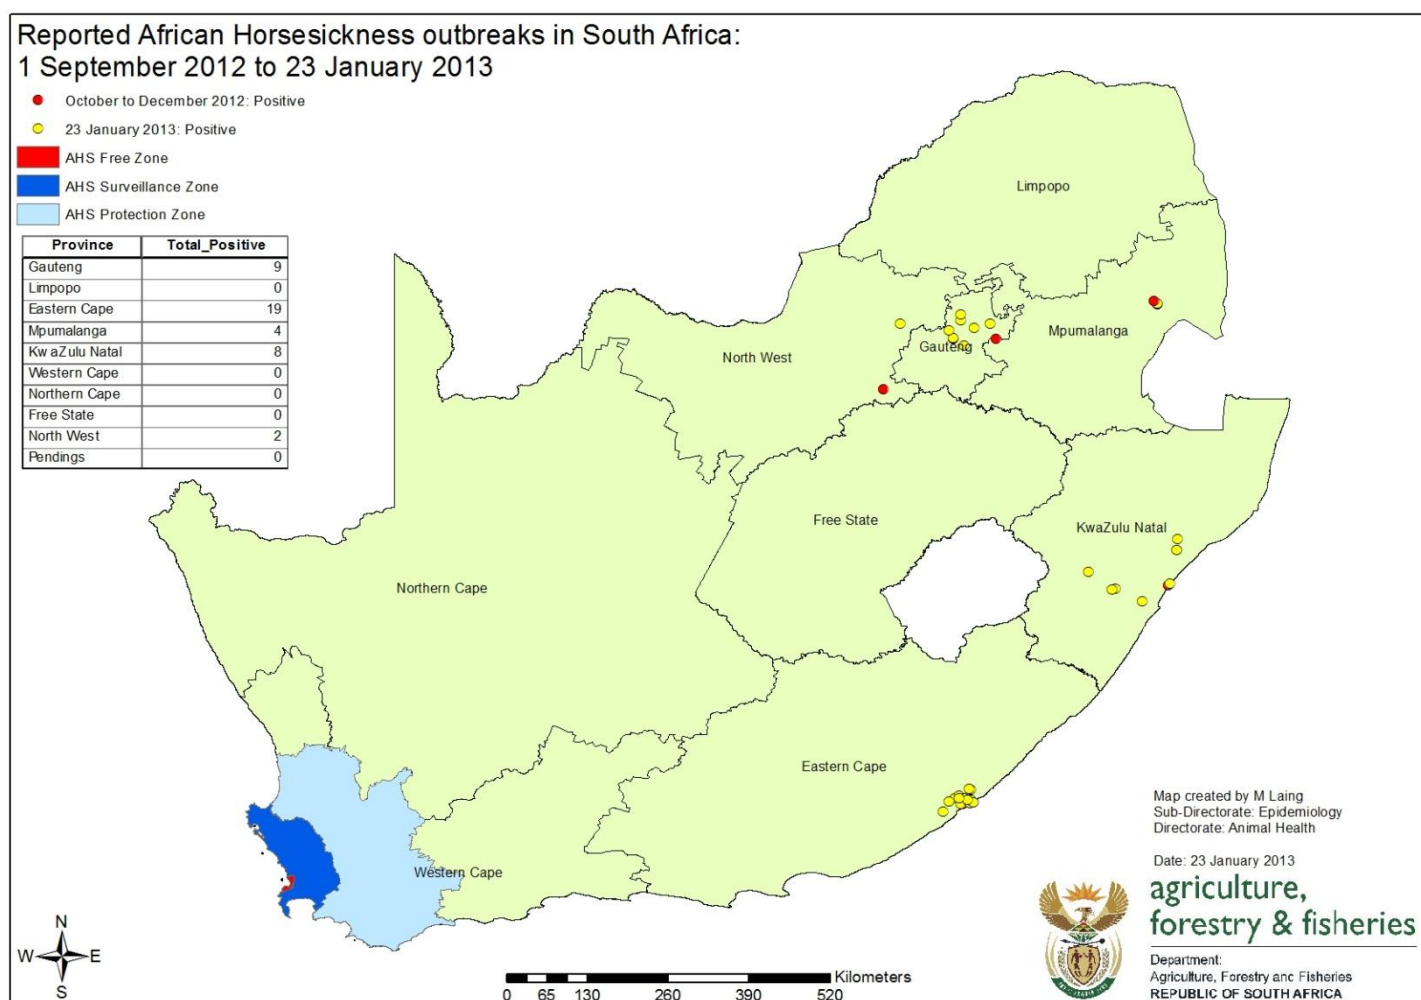 Reported African Horsesickness outbreaks in South Africa:
1 September 2012 to 23 January 2013
October to December 2012: Positive
23 January 2013: Positive
AHS Free Zone
AHS Surveillance Zone
AHS Protection Zone
Province Total_Positive
Gauteng 9
Limpopo 0
Eastern Cape 19
Mpumalanga 4
KwaZulu Natal 8
Western Cape 0
Northern Cape 0
Free State 0
North West 2
Pendings 0
Limpopo
Mpumalanga
North West
Gauteng
Free State
KwaZulu Natal
Northern Cape
Eastern Cape
Western Cape
Map created by M Laing
Sub-Directorate: Epidemiology
Directorate: Animal Health
Date: 23 January 2013
agriculture,
forestry & fisheries
Department:
Agriculture, Forestry and Fisheries
REPUBLIC OF SOUTH AFRICA
N
W E
S
Kilometers
0 65 130 260 390 520